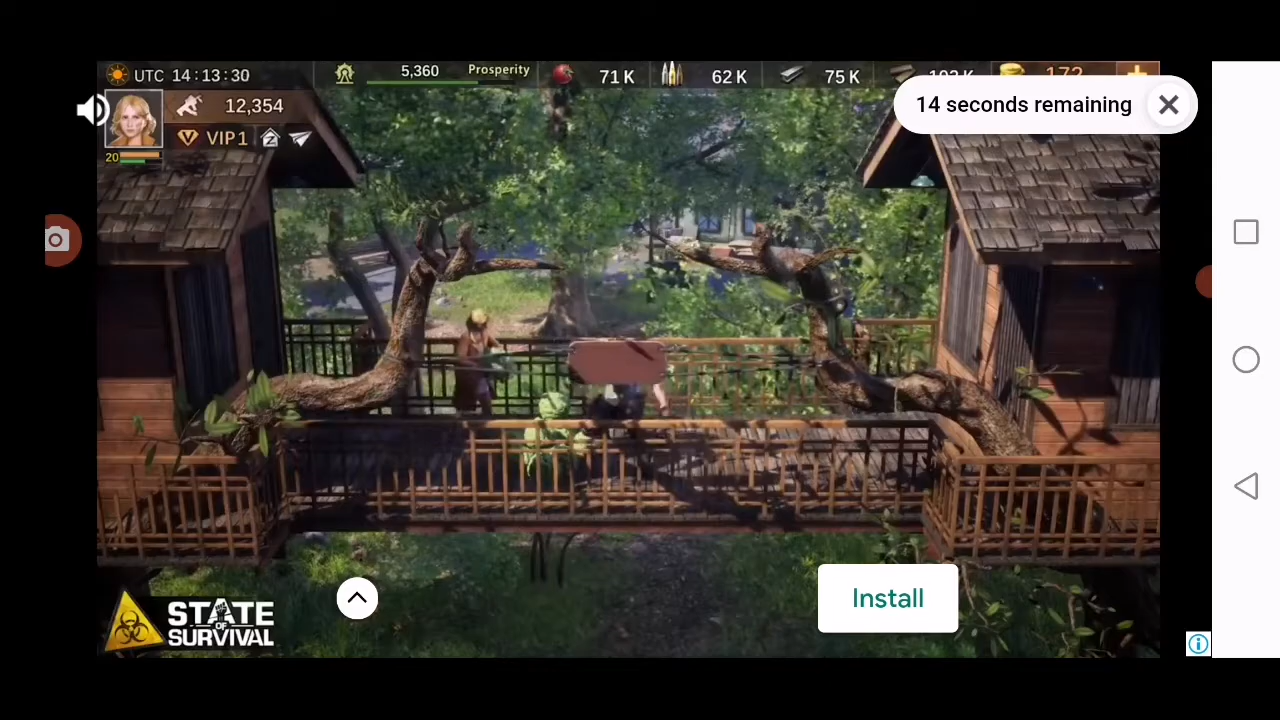 UTC 14:13:30
5,360 Prosperity
71 K
62 K
75 K
172
14 seconds remaining
12,354
VIP 1
20
STATE
OF
SURVIVAL
Install